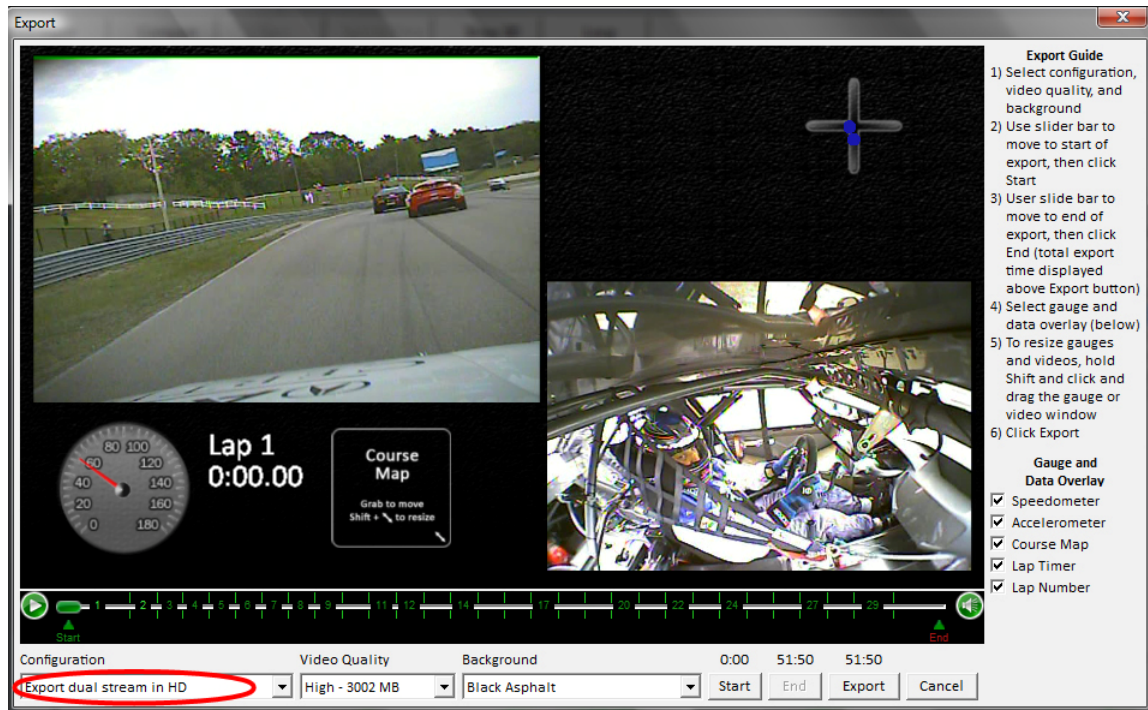 Export
Export Guide
1) Select configuration,
video quality, and
background
2) Use slider bar to
move to start of
export, then click
Start
3) User slide bar to
move to end of
export, then click
End (total export
time displayed
above Export button)
4) Select gauge and
data overlay (below)
5) To resize gauges
and videos, hold
Shift and click and
drag the gauge or
video window
6) Click Export
Gauge and
Data Overlay
Speedometer
Accelerometer
Course Map
Lap Timer
Lap Number
0 20 40 60 80 100 120 140 160 180
Lap 1
0:00.00
Course
Map
Grab to move
Shift + to resize
1 2 3 4 5 6 7 8 9 11 12 14 17 20 22 24 27 29
Start End
Configuration Video Quality Background 0:00 51:50 51:50
Export dual stream in HD High - 3002 MB Black Asphalt Start End Export Cancel